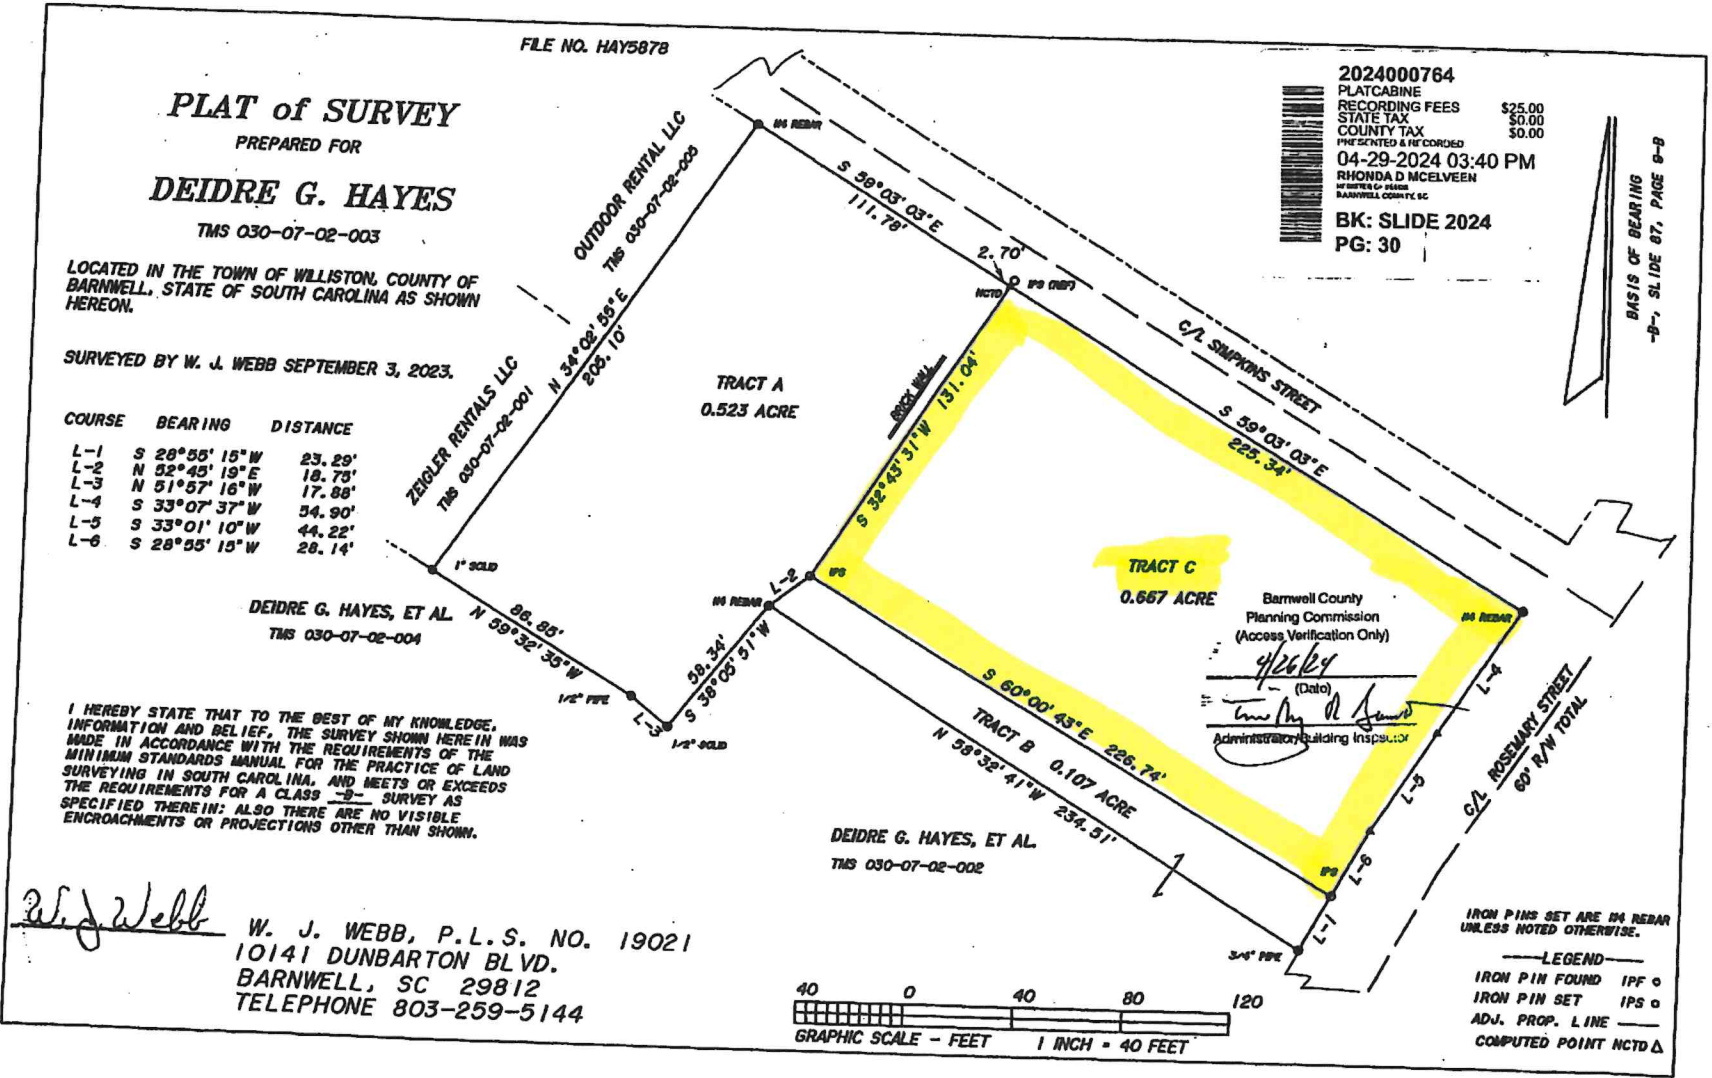 FILE NO. HAY5878
PLAT of SURVEY
PREPARED FOR
DEIDRE G. HAYES
TMS 030-07-02-003
LOCATED IN THE TOWN OF WILLISTON, COUNTY OF
BARNWELL, STATE OF SOUTH CAROLINA AS SHOWN
HEREON.
SURVEYED BY W. J. WEBB SEPTEMBER 3, 2023.
COURSE BEARING DISTANCE
L-1 S 28°55'15"W 23.29'
L-2 N 52°45'19"E 18.75'
L-3 N 51°57'16"W 17.88'
L-4 S 33°07'37"W 54.90'
L-5 S 33°01'10"W 44.22'
L-6 S 28°55'15"W 28.14'
2024000764
PLATCABINE
RECORDING FEES $25.00
STATE TAX $0.00
COUNTY TAX $0.00
PRESENTED & RECORDED
04-29-2024 03:40 PM
RHONDA D MCELVEEN
REGISTER OF DEEDS
BARNWELL COUNTY, SC
BK: SLIDE 2024
PG: 30
BASIS OF BEARING
-B-, SLIDE 87, PAGE 9-B
OUTDOOR RENTAL LLC
TMS 030-07-02-005
#4 REBAR
S 59°03'03"E
111.78'
2.70'
NCTD
IPS (REF)
C/L SIMPKINS STREET
N 34°02'55"E
205.10'
ZEIGLER RENTALS LLC
TMS 030-07-02-001
TRACT A
0.523 ACRE
BRICK WALL
S 32°43'31"W 131.04'
S 59°03'03"E
225.34'
TRACT C
0.667 ACRE
Barnwell County
Planning Commission
(Access Verification Only)
4/26/24
(Date)
Administrator/Building Inspector
#4 REBAR
1" SOLID
DEIDRE G. HAYES, ET AL.
TMS 030-07-02-004
86.85'
N 59°32'35"W
1/2" PIPE
L-3
1/2" SOLID
58.34'
S 38°05'51"W
#4 REBAR
L-2
IPS
S 60°00'43"E 226.74'
TRACT B 0.107 ACRE
N 58°32'41"W 234.51'
L-4
L-5
L-6
L-1
IPS
3/4" PIPE
C/L ROSEMARY STREET
60' R/W TOTAL
DEIDRE G. HAYES, ET AL.
TMS 030-07-02-002
I HEREBY STATE THAT TO THE BEST OF MY KNOWLEDGE,
INFORMATION AND BELIEF, THE SURVEY SHOWN HEREIN WAS
MADE IN ACCORDANCE WITH THE REQUIREMENTS OF THE
MINIMUM STANDARDS MANUAL FOR THE PRACTICE OF LAND
SURVEYING IN SOUTH CAROLINA, AND MEETS OR EXCEEDS
THE REQUIREMENTS FOR A CLASS -B- SURVEY AS
SPECIFIED THEREIN; ALSO THERE ARE NO VISIBLE
ENCROACHMENTS OR PROJECTIONS OTHER THAN SHOWN.
W. J. Webb
W. J. WEBB, P.L.S. NO. 19021
10141 DUNBARTON BLVD.
BARNWELL, SC 29812
TELEPHONE 803-259-5144
40 0 40 80 120
GRAPHIC SCALE - FEET 1 INCH = 40 FEET
IRON PINS SET ARE #4 REBAR
UNLESS NOTED OTHERWISE.
LEGEND
IRON PIN FOUND IPF
IRON PIN SET IPS
ADJ. PROP. LINE
COMPUTED POINT NCTD